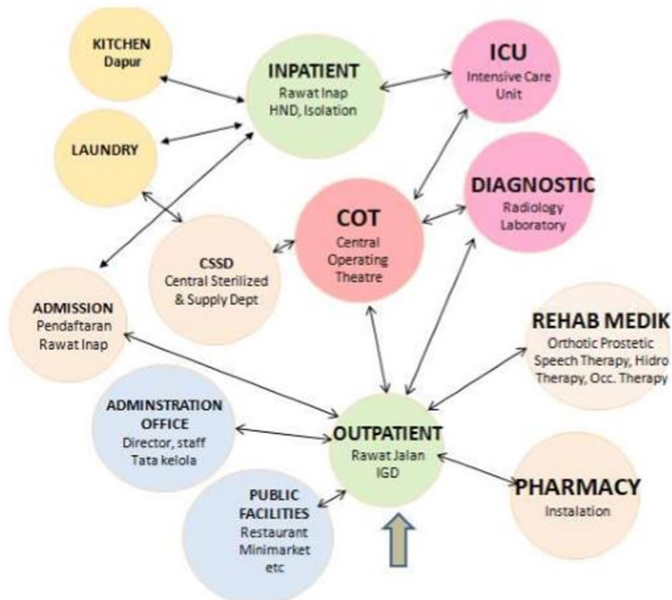 KITCHEN
Dapur
INPATIENT
Rawat Inap
HND, Isolation
ICU
Intensive Care
Unit
LAUNDRY
DIAGNOSTIC
Radiology
Laboratory
COT
Central
Operating
Theatre
CSSD
Central Sterilized
& Supply Dept
ADMISSION
Pendaftaran
Rawat Inap
REHAB MEDIK
Orthotic Prostetic
Speech Therapy, Hidro
Therapy, Occ. Therapy
ADMINSTRATION
OFFICE
Director, staff
Tata kelola
OUTPATIENT
Rawat Jalan
IGD
PHARMACY
Instalation
PUBLIC
FACILITIES
Restaurant
Minimarket
etc